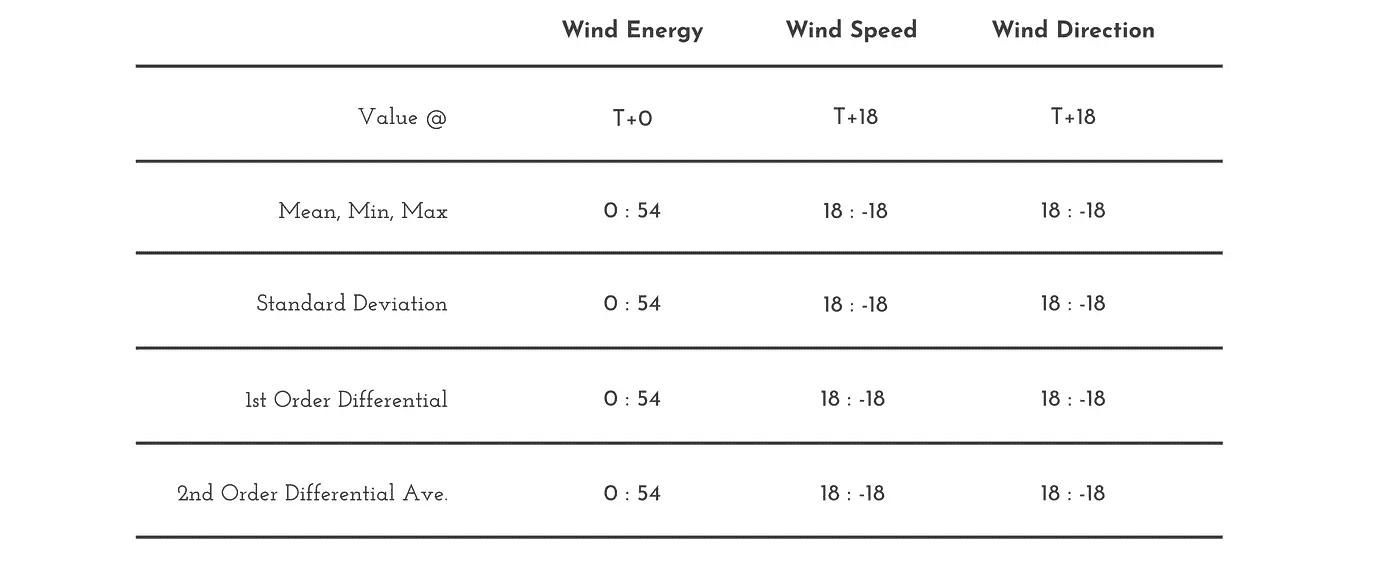 Wind Energy Wind Speed Wind Direction
Value @ T+0 T+18 T+18
Mean, Min, Max 0 : 54 18 : -18 18 : -18
Standard Deviation 0 : 54 18 : -18 18 : -18
1st Order Differential 0 : 54 18 : -18 18 : -18
2nd Order Differential Ave. 0 : 54 18 : -18 18 : -18